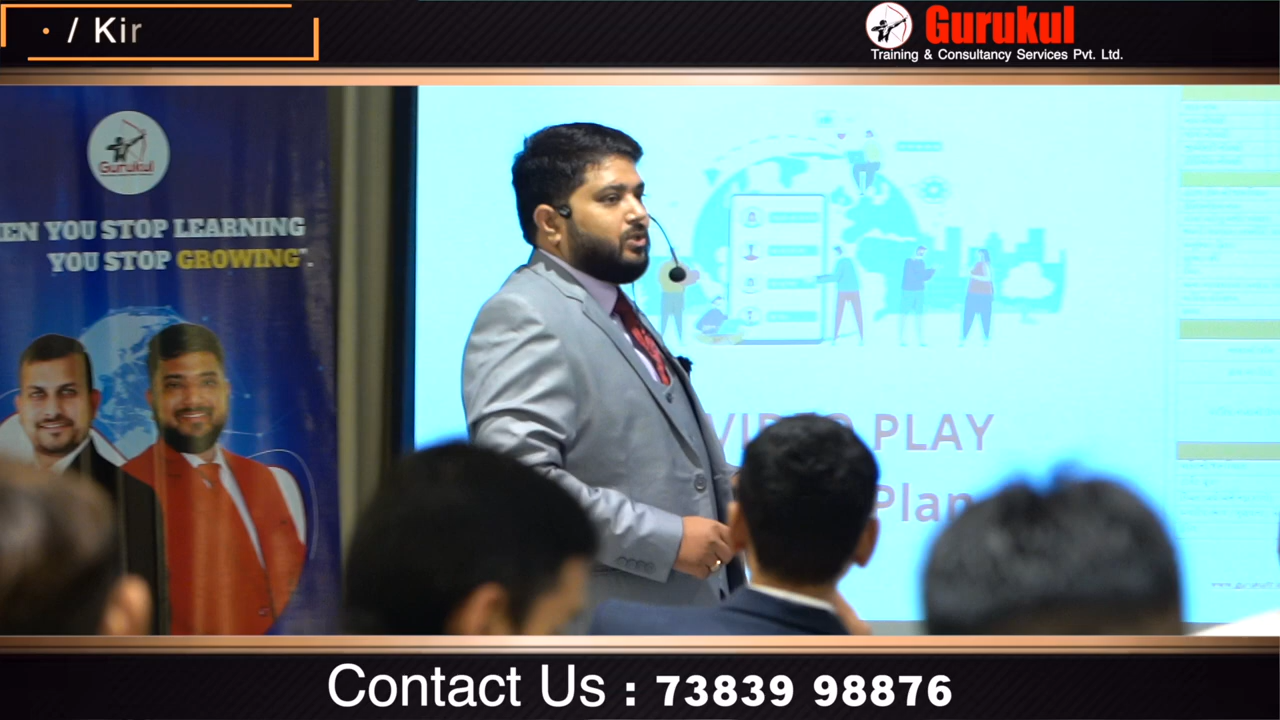 · / Kir
Gurukul
Training & Consultancy Services Pvt. Ltd.
Gurukul
EN YOU STOP LEARNING
YOU STOP GROWING".
PLAY
Plan
Contact Us : 73839 98876